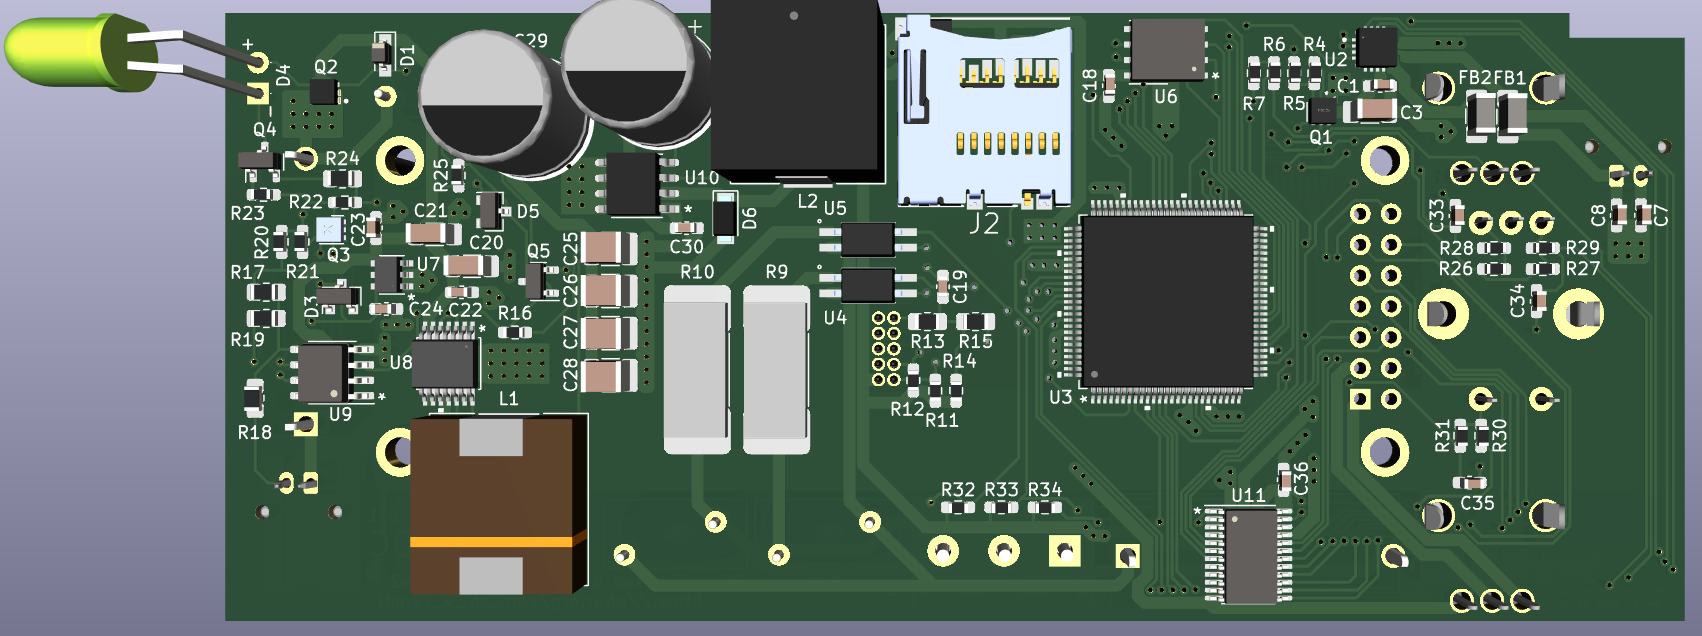 +
C29
+
D1
D4
Q2
Q4
R24
R23
R22
R25
C21
C23
D5
C20
Q3
R20
R21
R17
R19
D3
U7
C24
C22
R16
Q5
U8
U9
R18
L1
U10
C30
D6
L2
C25
C26
C27
C28
R10
R9
U5
U4
C19
R13
R15
R14
R12
R11
J2
C18
U6
*
R6
R4
R7
R5
U2
C1
Q1
C3
FB2
FB1
C33
C8
C7
R28
R29
R26
R27
C34
U3
*
R31
R30
C35
C36
U11
*
R32
R33
R34